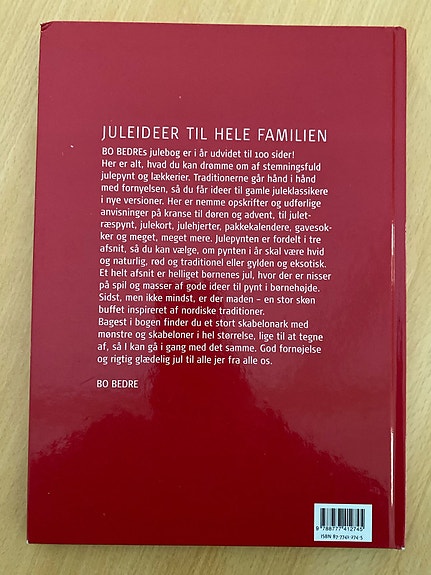 JULEIDEER TIL HELE FAMILIEN
BO BEDREs julebog er i år udvidet til 100 sider!
Her er alt, hvad du kan drømme om af stemningsfuld
julepynt og lækkerier. Traditionerne går hånd i hånd
med fornyelsen, så du får ideer til gamle juleklassikere
i nye versioner. Her er nemme opskrifter og udførlige
anvisninger på kranse til døren og advent, til julet-
ræspynt, julekort, julehjerter, pakkekalendere, gavesok-
ker og meget, meget mere. Julepynten er fordelt i tre
afsnit, så du kan vælge, om pynten i år skal være hvid
og naturlig, rød og traditionel eller gylden og eksotisk.
Et helt afsnit er helliget børnenes jul, hvor der er nisser
på spil og masser af gode ideer til pynt i børnehøjde.
Sidst, men ikke mindst, er der maden – en stor skøn
buffet inspireret af nordiske traditioner.
Bagest i bogen finder du et stort skabelonark med
mønstre og skabeloner i hel størrelse, lige til at tegne
af, så I kan gå i gang med det samme. God fornøjelse
og rigtig glædelig jul til alle jer fra alle os.
BO BEDRE
9 788777 412745
ISBN 87-7741-274-5